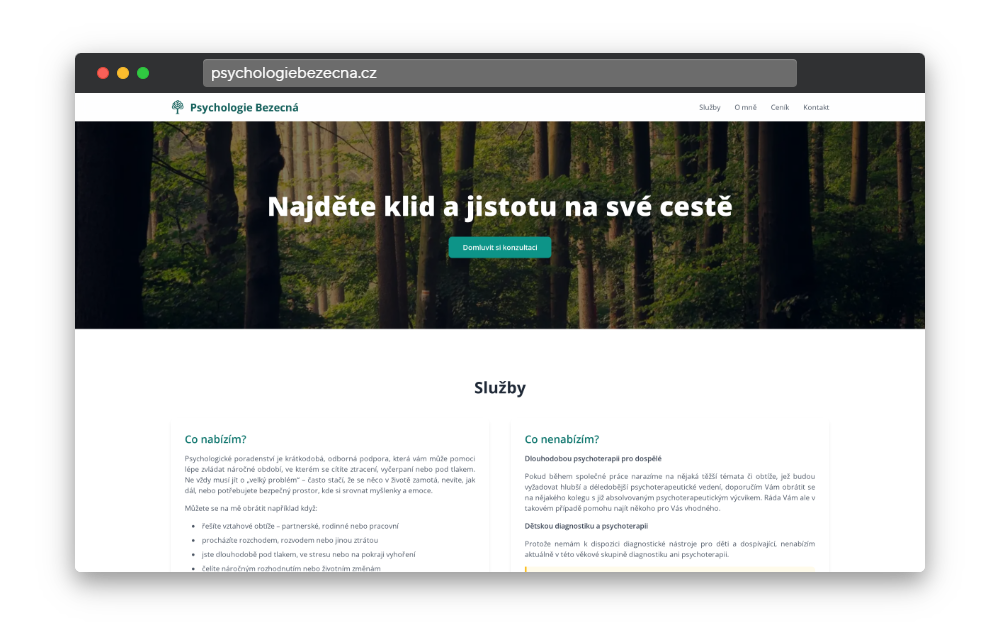 psychologiebezecna.cz
Psychologie Bezecná
Služby O mně Ceník Kontakt
Najděte klid a jistotu na své cestě
Domluvit si konzultaci
Služby
Co nabízím?
Psychologické poradenství je krátkodobá, odborná podpora, která vám může pomoci
lépe zvládat náročné období, ve kterém se cítíte ztracení, vyčerpaní nebo pod tlakem.
Ne vždy musí jít o „velký problém" – často stačí, že se něco v životě zamotá, nevíte, jak
dál, nebo potřebujete bezpečný prostor, kde si srovnat myšlenky a emoce.
Můžete se na mě obrátit například když:
• řešíte vztahové obtíže – partnerské, rodinné nebo pracovní
• procházíte rozchodem, rozvodem nebo jinou ztrátou
• jste dlouhodobě pod tlakem, ve stresu nebo na pokraji vyhoření
• čelíte náročným rozhodnutím nebo životním změnám
Co nenabízím?
Dlouhodobou psychoterapii pro dospělé
Pokud během společné práce narazíme na nějaká těžší témata či obtíže, jež budou
vyžadovat hlubší a déledobější psychoterapeutické vedení, doporučím Vám obrátit se
na nějakého kolegu s již absolvovaným psychoterapeutickým výcvikem. Ráda Vám ale v
takovém případě pomohu najít někoho pro Vás vhodného.
Dětskou diagnostiku a psychoterapii
Protože nemám k dispozici diagnostické nástroje pro děti a dospívající, nenabízím
aktuálně v této věkové skupině diagnostiku ani psychoterapii.